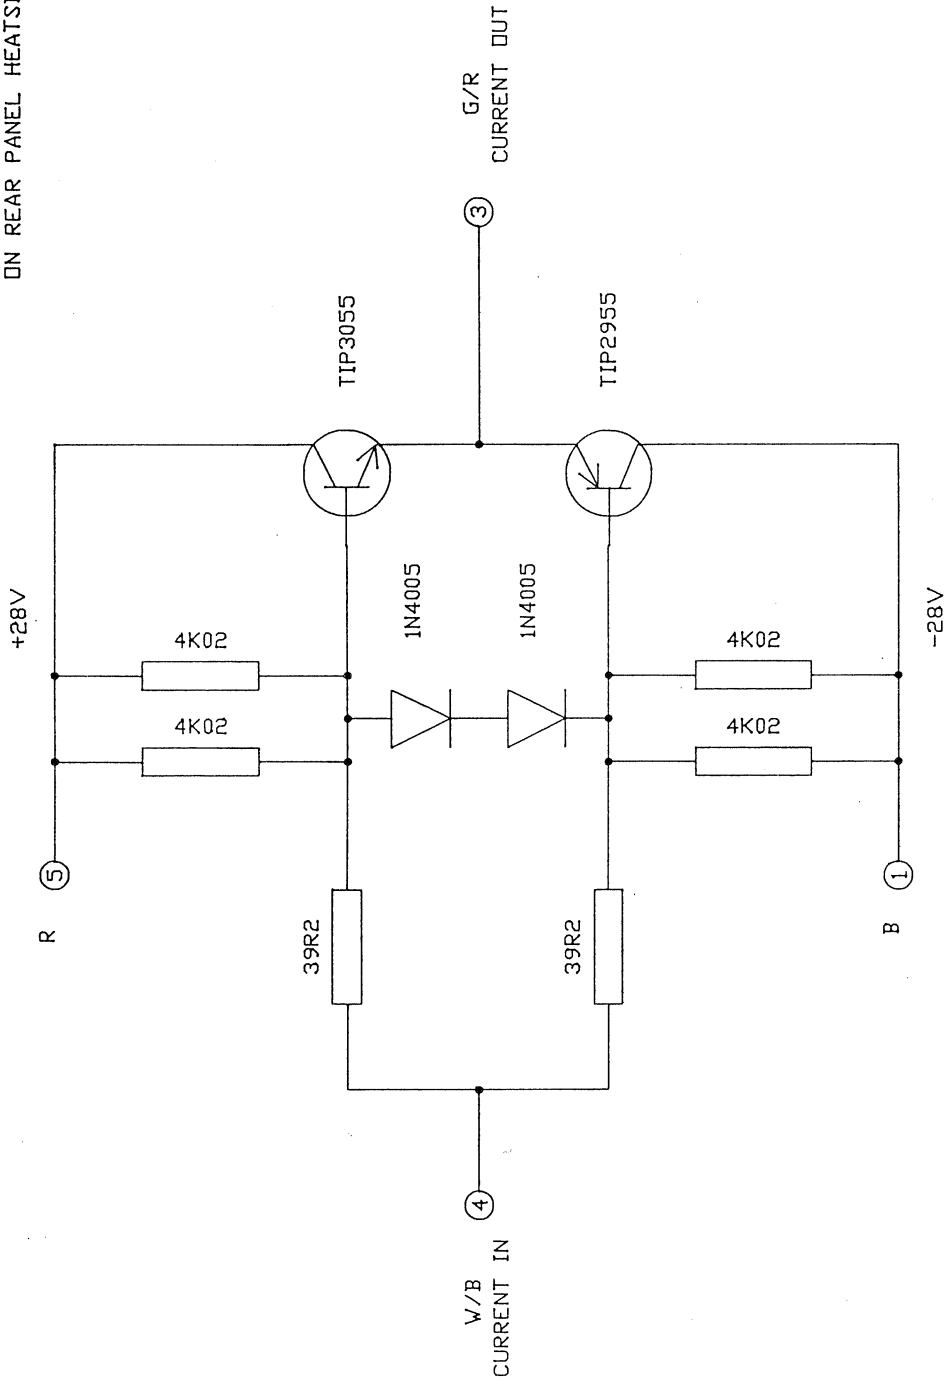 ON REAR PANEL
G/R
CURRENT OUT
3
TIP3055
TIP2955
+28V
-28V
1N4005
1N4005
4K02
4K02
4K02
4K02
R
5
B
1
39R2
39R2
4
W/B
CURRENT IN